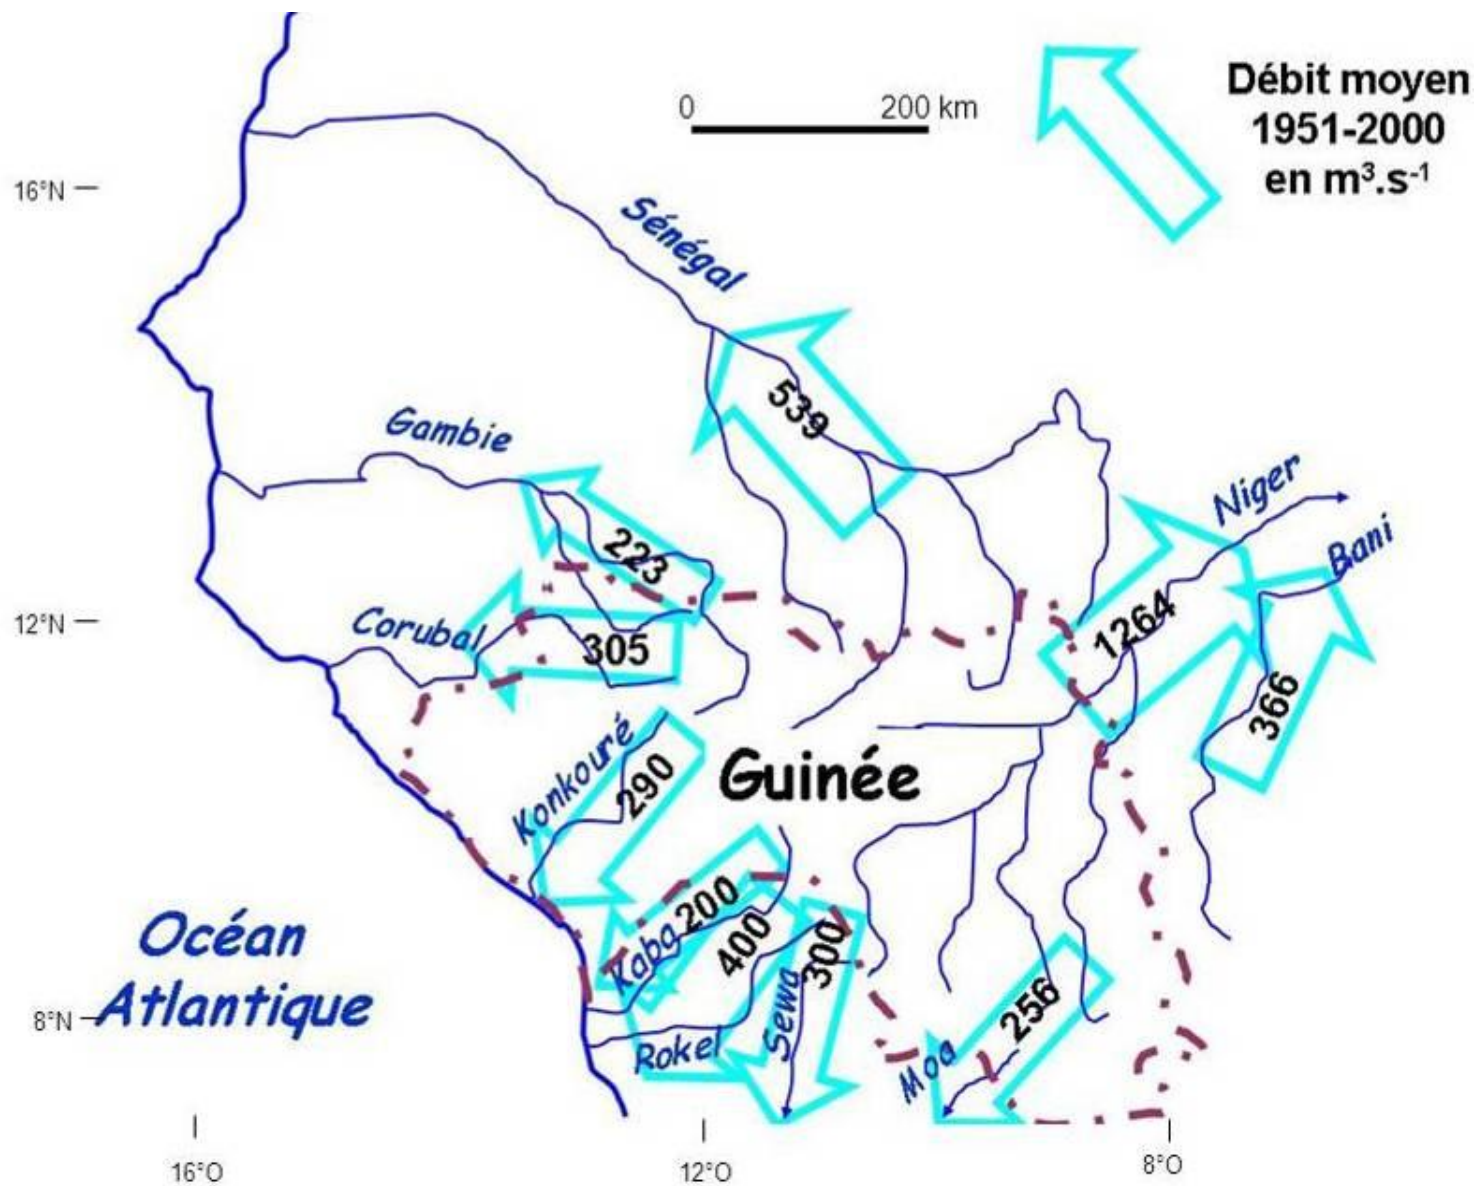 0 200 km
Débit moyen
1951-2000
en m³.s⁻¹
16°N
Sénégal
539
Gambie
Niger
Bani
223
12°N
Corubal
305
1264
366
Konkouré
290
Guinée
200
Kaba
400
300
Sewa
Océan
Atlantique
256
8°N
Rokel
Moa
16°O
12°O
8°O